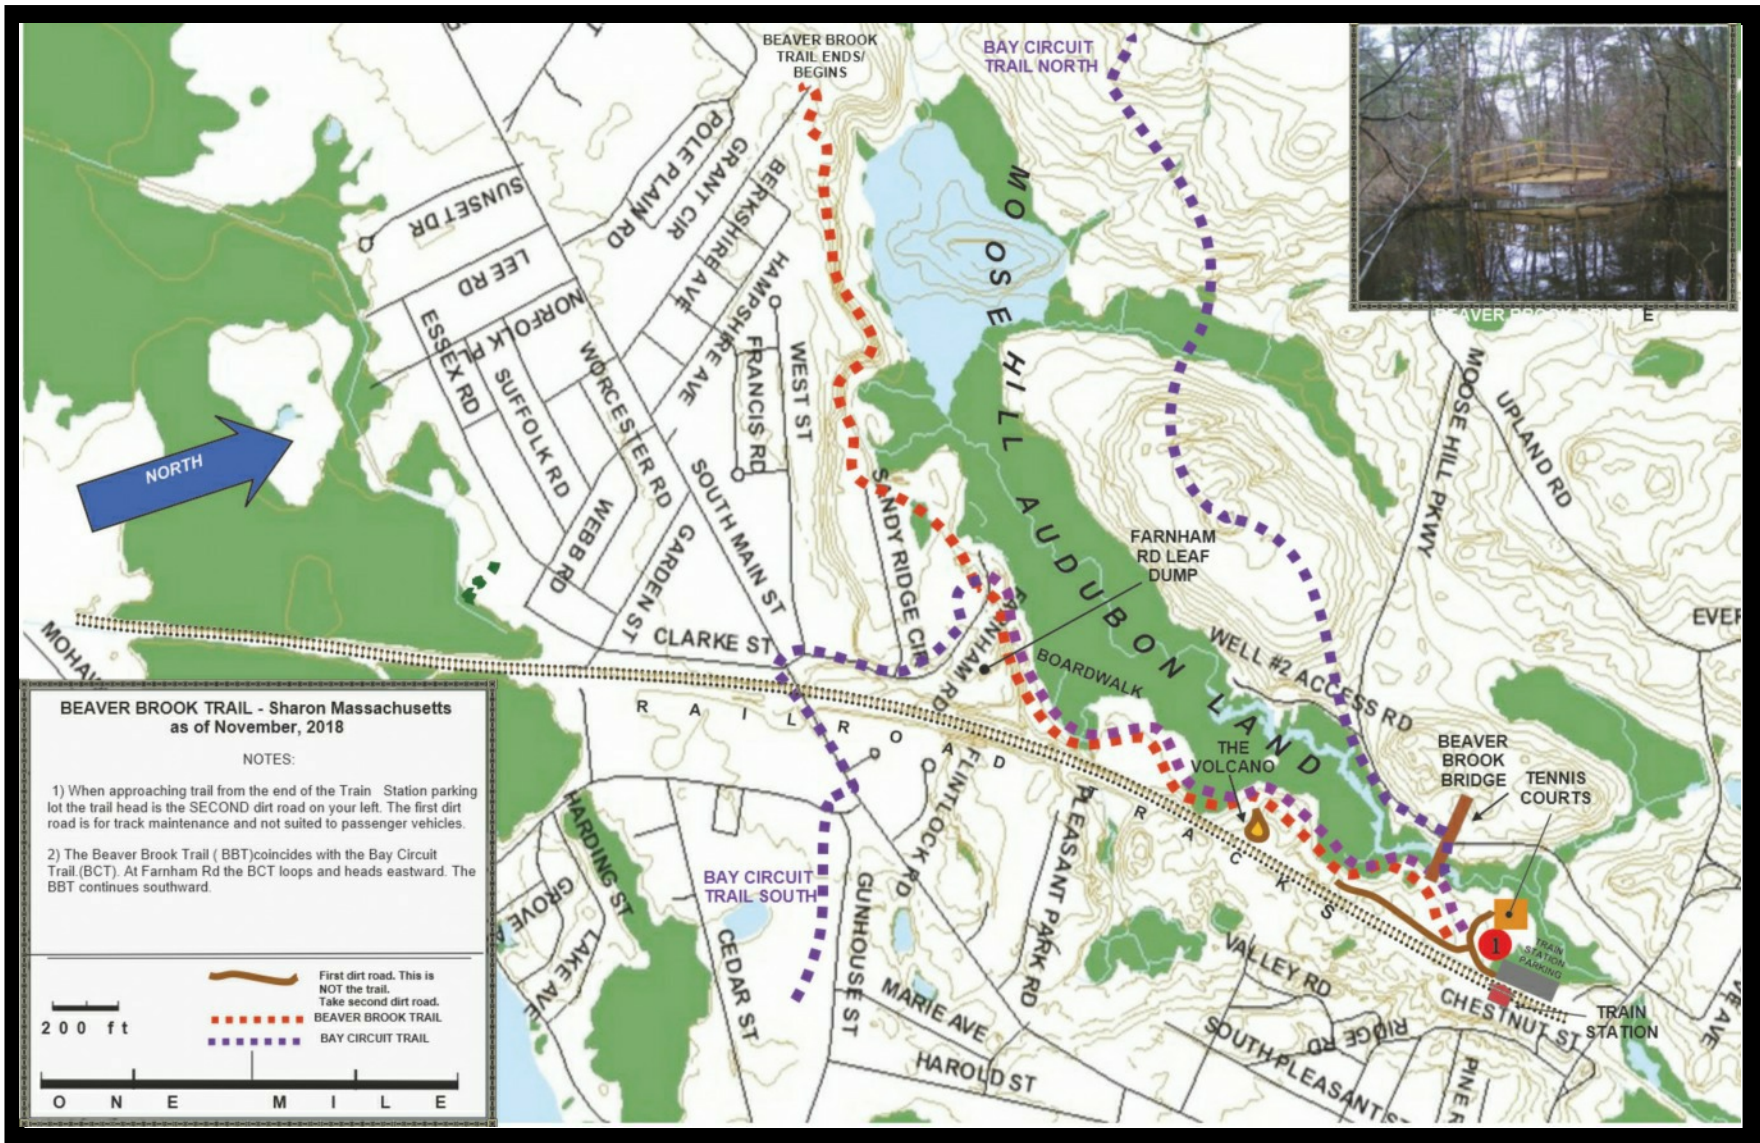 BEAVER BROOK
TRAIL ENDS/
BEGINS
BAY CIRCUIT
TRAIL NORTH
BEAVER BROOK BRIDGE
E
POLE PLAIN RD
GRANT CIR
BERKSHIRE AVE
HAMPSHIRE AVE
SUNSET DR
LEE RD
NORFOLK PL
ESSEX RD
SUFFOLK RD
WORCESTER RD
WEBB RD
GARDEN ST
SOUTH MAIN ST
FRANCIS RD
WEST ST
SANDY RIDGE CIR
CLARKE ST
FARNHAM RD
NORTH
MOOSE HILL AUDUBON LAND
FARNHAM
RD LEAF
DUMP
BOARDWALK
MOOSE HILL PKWY
UPLAND RD
WELL #2 ACCESS RD
THE
VOLCANO
BEAVER
BROOK
BRIDGE
TENNIS
COURTS
RAILROAD TRACKS
FLINTLOCK RD
PLEASANT PARK RD
HARDING ST
GROVE A
LAKE AVE
CEDAR ST
GUNHOUSE ST
MARIE AVE
HAROLD ST
BAY CIRCUIT
TRAIL SOUTH
VALLEY RD
RIDGE RD
SOUTH PLEASANT ST
CHESTNUT ST
PINE R
1
TRAIN
STATION
PARKING
TRAIN
STATION
BEAVER BROOK TRAIL - Sharon Massachusetts
as of November, 2018
NOTES:
1) When approaching trail from the end of the Train Station parking
lot the trail head is the SECOND dirt road on your left. The first dirt
road is for track maintenance and not suited to passenger vehicles.
2) The Beaver Brook Trail ( BBT)coincides with the Bay Circuit
Trail.(BCT). At Farnham Rd the BCT loops and heads eastward. The
BBT continues southward.
First dirt road. This is
NOT the trail.
Take second dirt road.
BEAVER BROOK TRAIL
BAY CIRCUIT TRAIL
200 ft
ONE MILE